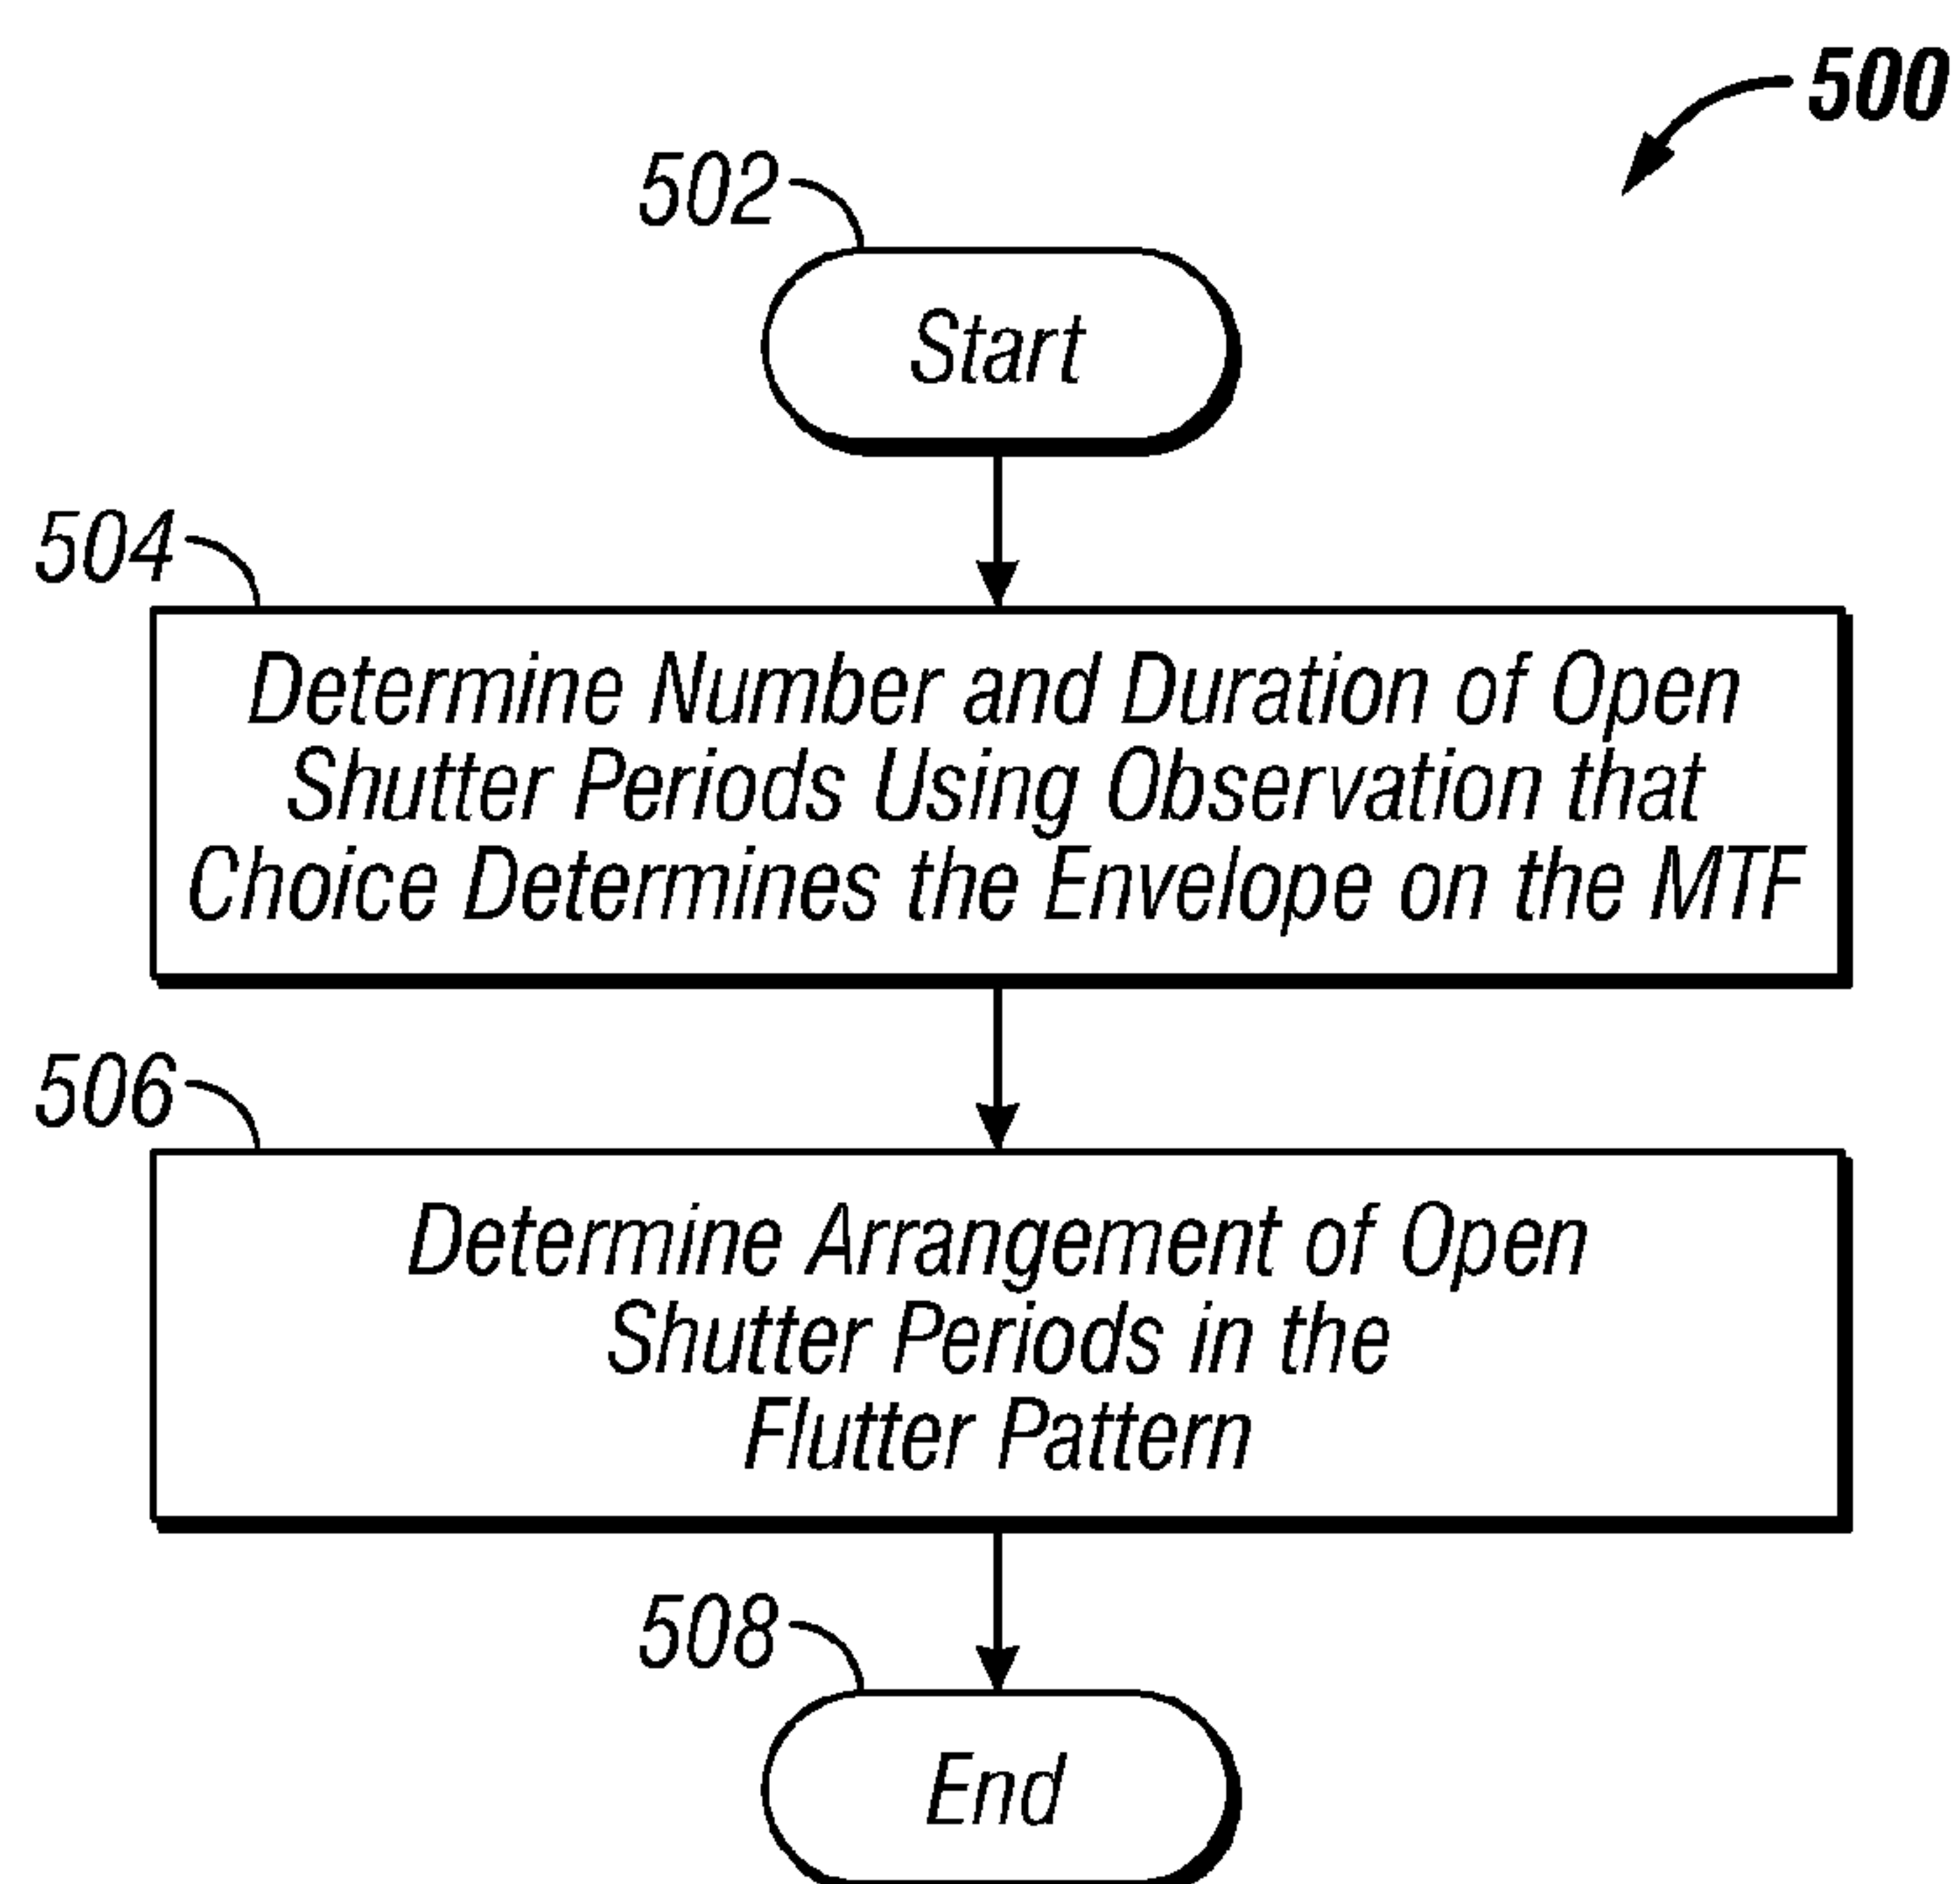 500
502
Start
504
Determine Number and Duration of Open
Shutter Periods Using Observation that
Choice Determines the Envelope on the MTF
506
Determine Arrangement of Open
Shutter Periods in the
Flutter Pattern
508
End